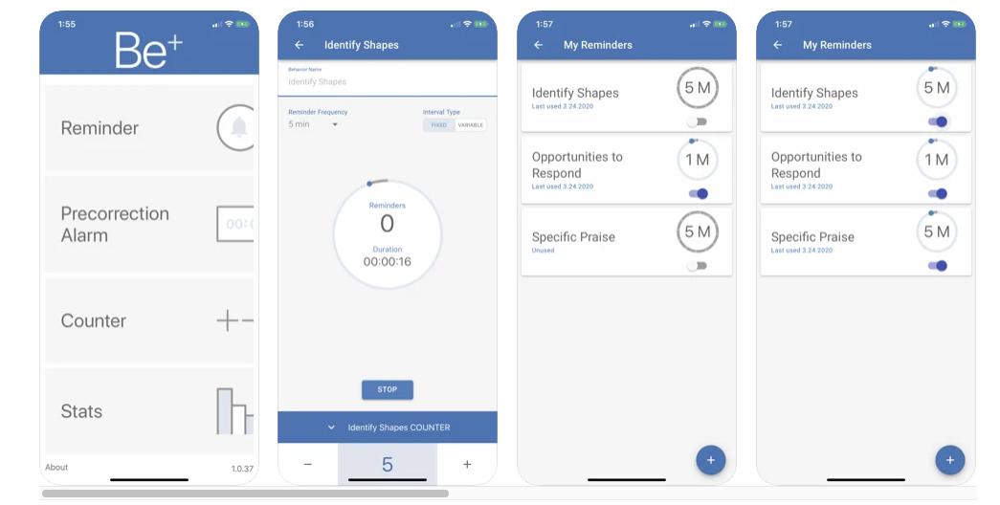 1:55
Be+
Reminder
Precorrection
Alarm
00:0
Counter
Stats
About
1.0.37
1:56
Identify Shapes
Behavior Name
Identify Shapes
Reminder Frequency
Interval Type
5 min
FIXED
VARIABLE
Reminders
0
Duration
00:00:16
STOP
Identify Shapes COUNTER
−
5
+
1:57
My Reminders
Identify Shapes
Last used 3.24.2020
5 M
Opportunities to
Respond
Last used 3.24.2020
1 M
Specific Praise
Unused
5 M
+
1:57
My Reminders
Identify Shapes
Last used 3.24.2020
5 M
Opportunities to
Respond
Last used 3.24.2020
1 M
Specific Praise
Last used 3.24.2020
5 M
+